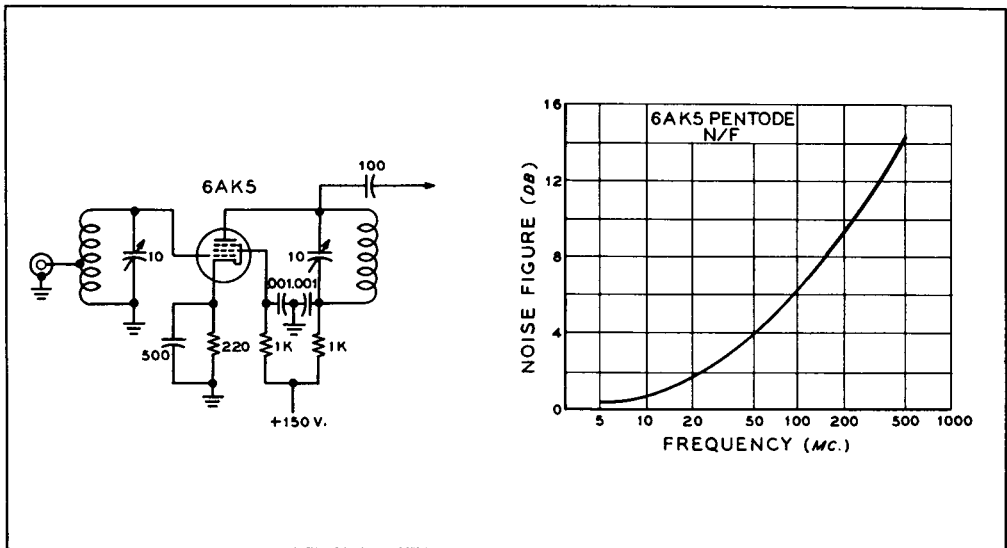 6AK5
100
10
10
.001
.001
500
220
1K
1K
+150 V.
6AK5 PENTODE
N/F
NOISE FIGURE (DB)
16
12
8
4
0
5 10 20 50 100 200 500 1000
FREQUENCY (MC.)